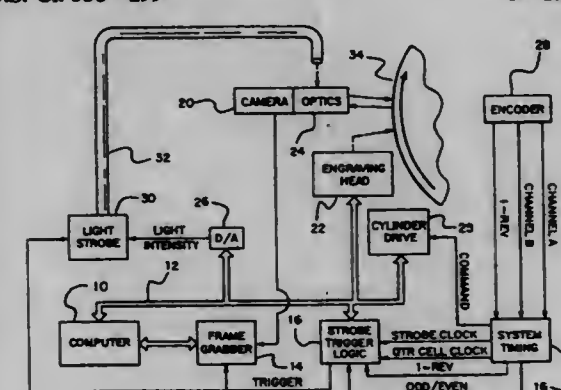 34
28
20
CAMERA
OPTICS
ENCODER
24
ENGRAVING
HEAD
32
22
30
26
LIGHT
STROBE
LIGHT
INTENSITY
D/A
CYLINDER
DRIVE
1-REV
CHANNEL B
CHANNEL A
12
COMMAND
10
16
COMPUTER
FRAME
GRABBER
14
STROBE
TRIGGER
LOGIC
STROBE CLOCK
QTR CELL CLOCK
1-REV
SYSTEM
TIMING
TRIGGER
ODD/EVEN